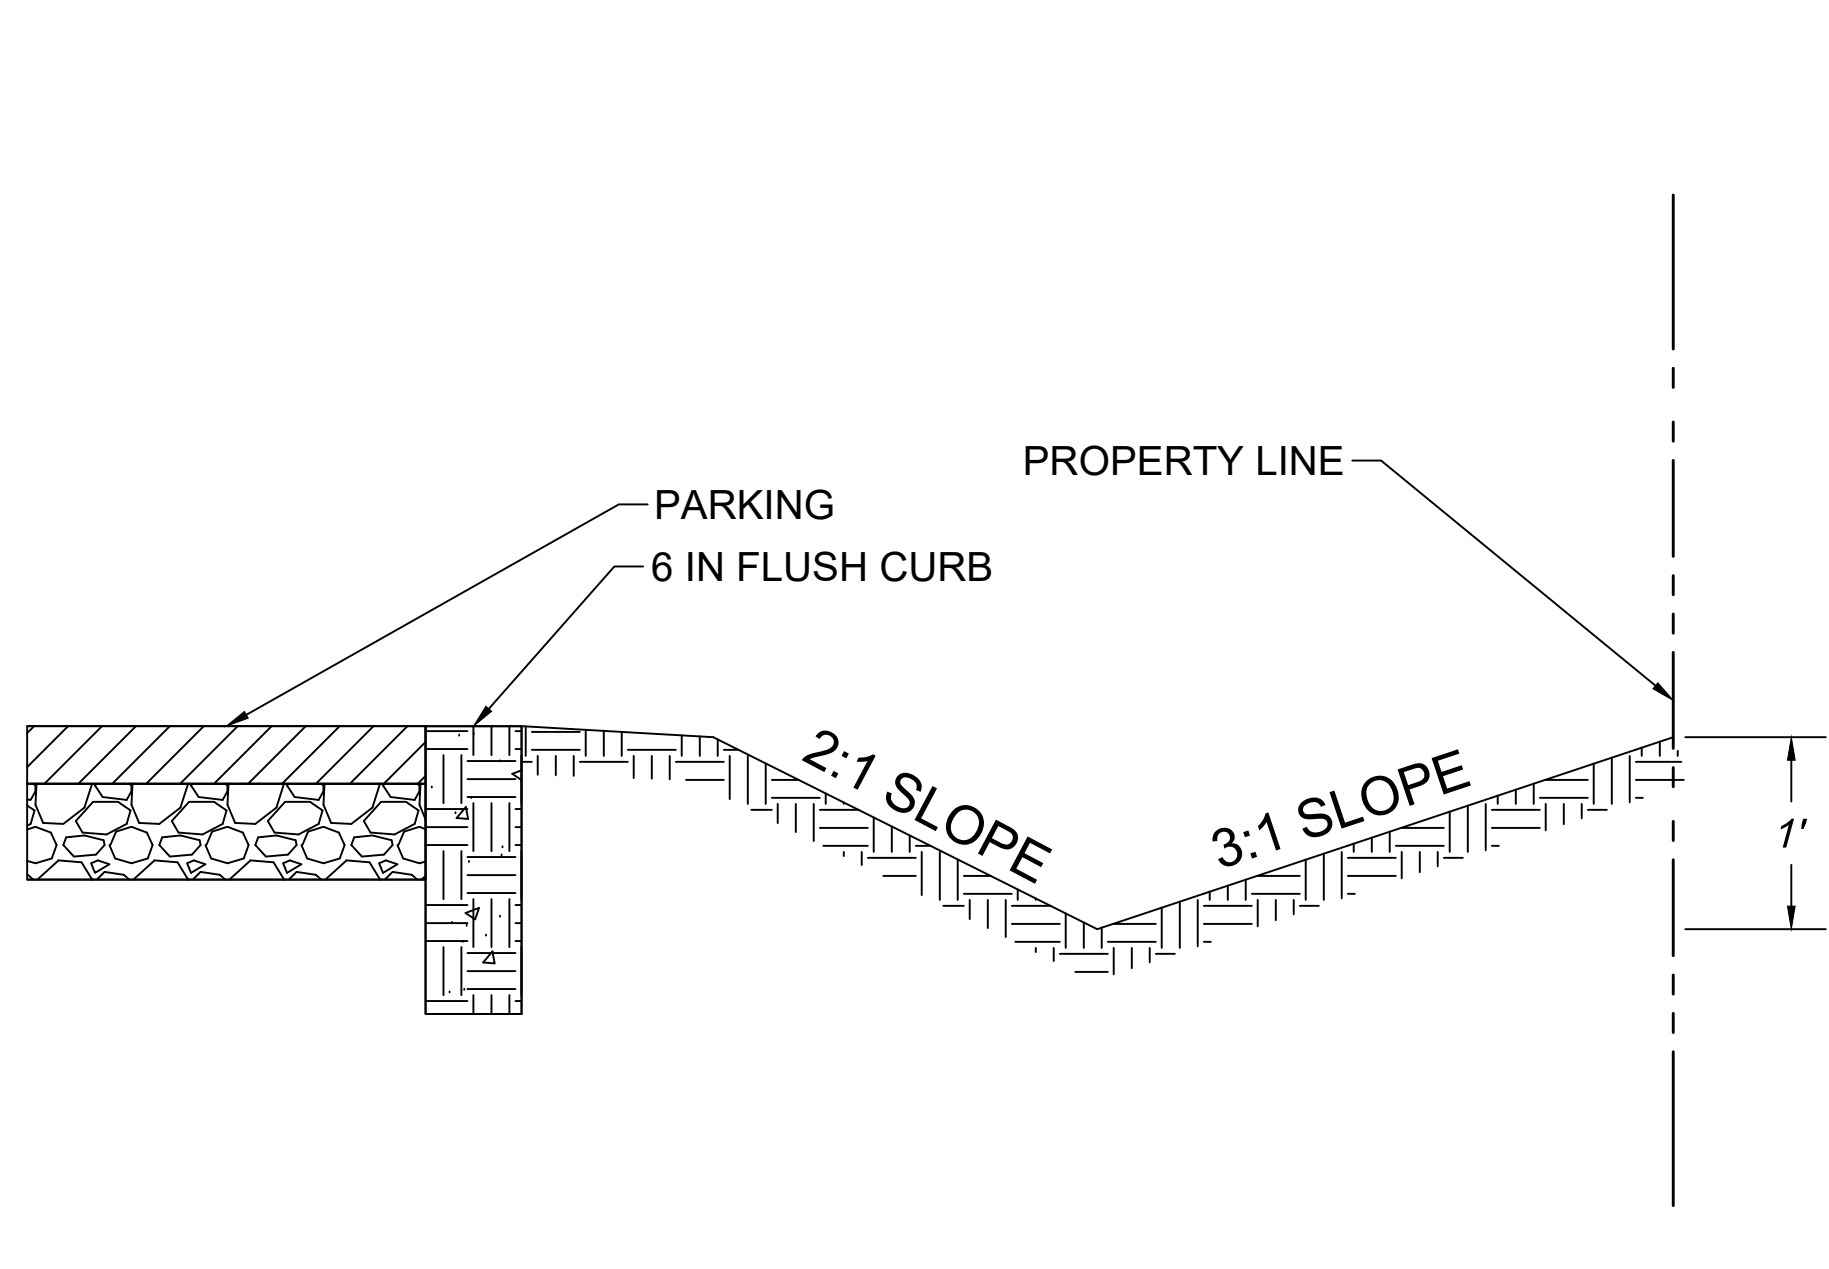 PROPERTY LINE
PARKING
6 IN FLUSH CURB
2:1 SLOPE
3:1 SLOPE
1'